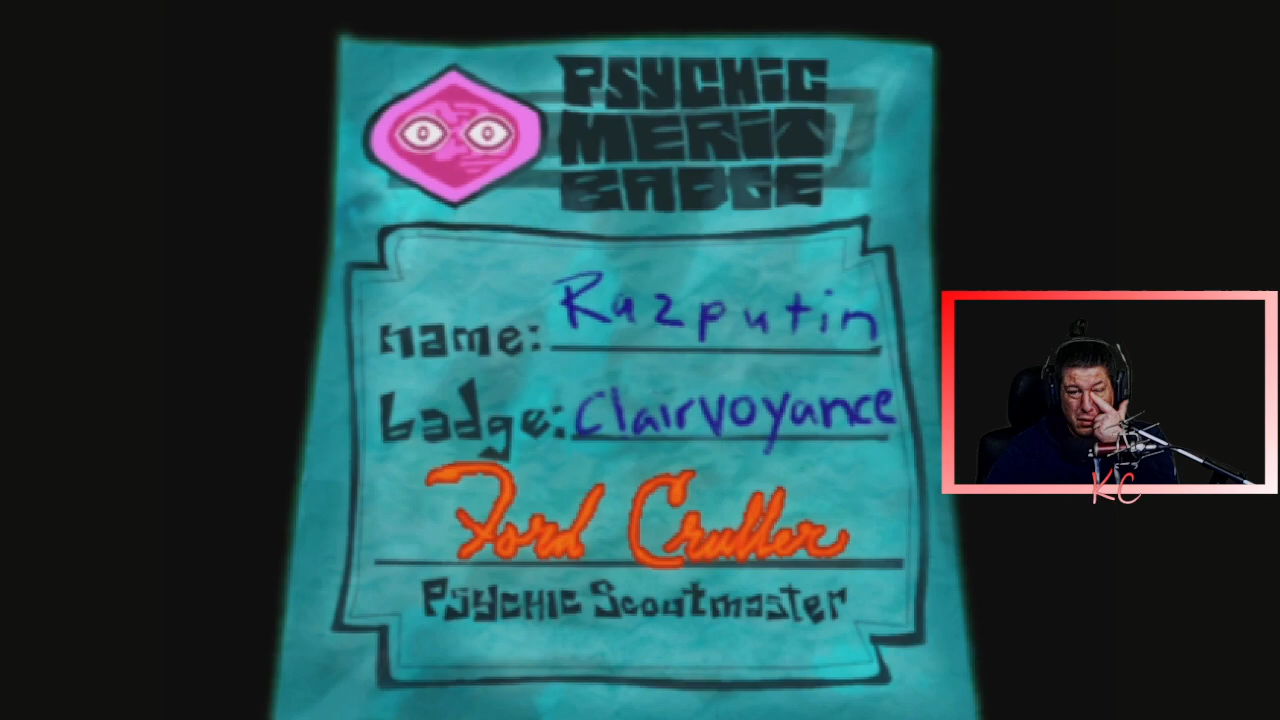 PSYCHIC
MERIT
BADGE
name: Razputin
badge: Clairvoyance
Ford Cruller
Psychic Scoutmaster
KC